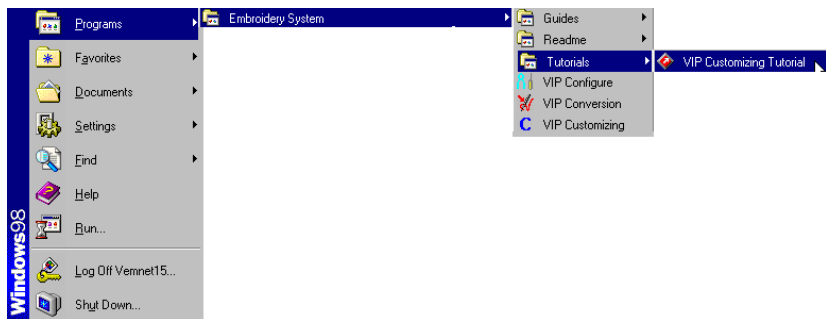 Programs
Favorites
Documents
Settings
Find
Help
Run...
Log Off Vemnet15...
Shut Down...
Windows98
Embroidery System
Guides
Readme
Tutorials
VIP Configure
VIP Conversion
VIP Customizing
VIP Customizing Tutorial